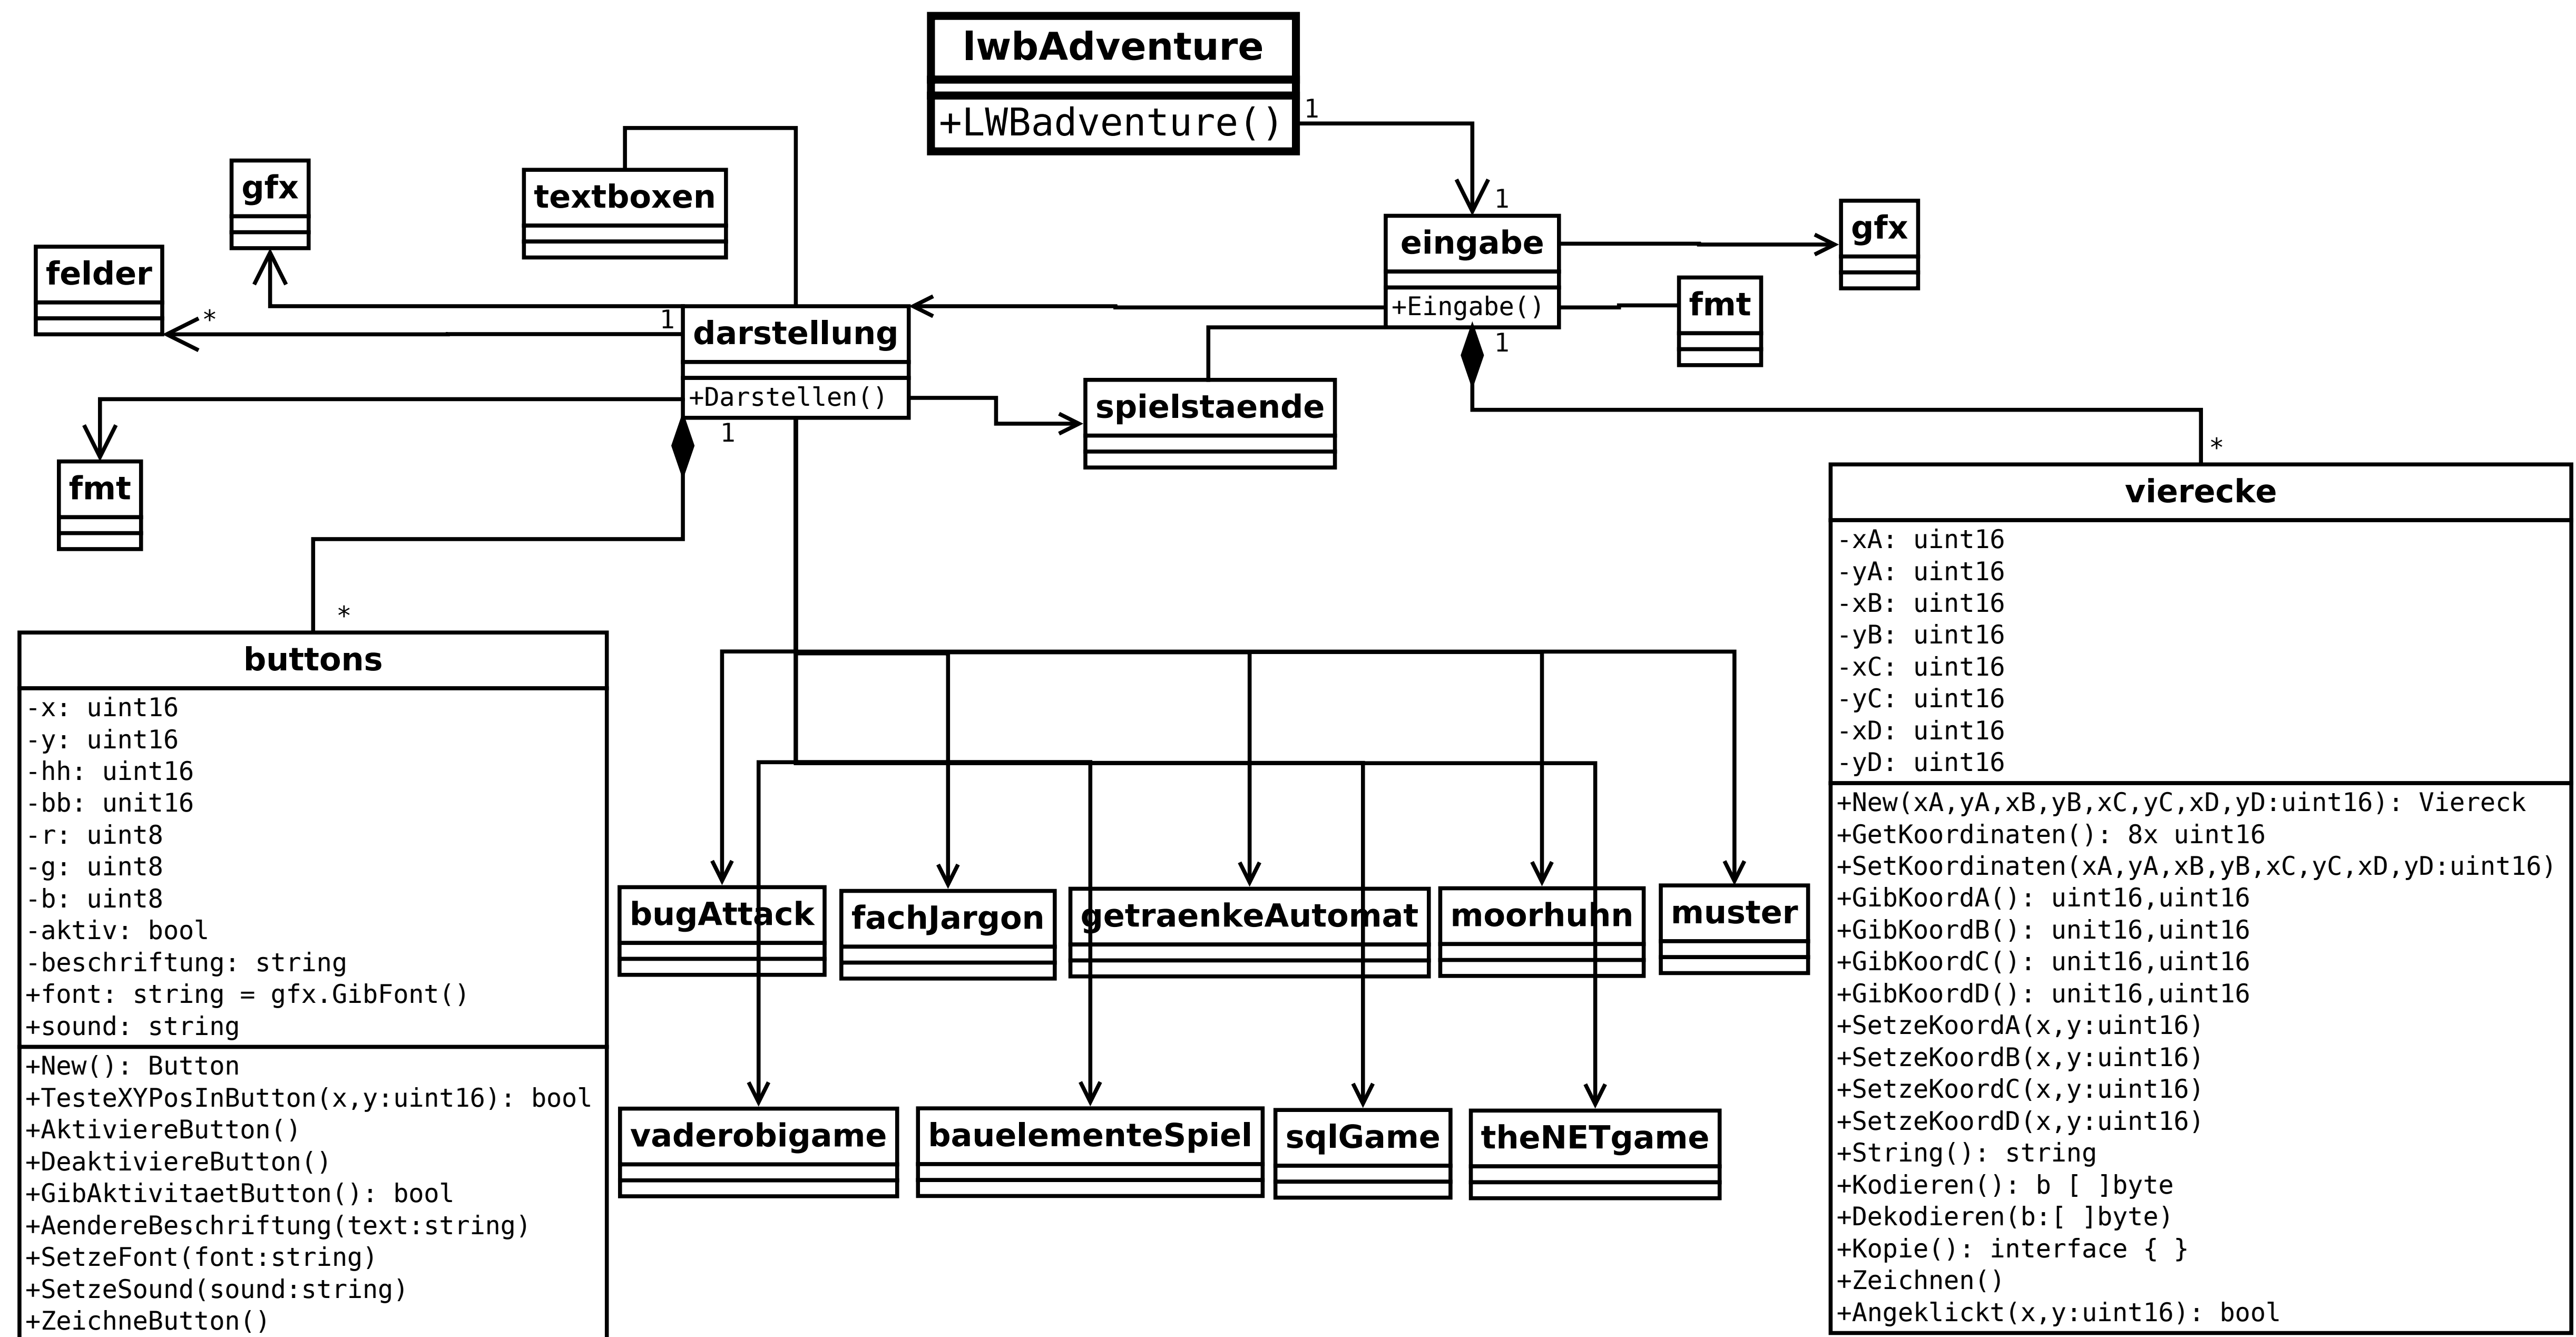 lwbAdventure
+LWBadventure()
1
1
gfx
textboxen
felder
*
1
darstellung
+Darstellen()
1
eingabe
+Eingabe()
1
gfx
fmt
spielstaende
fmt
*
*
buttons
-x: uint16
-y: uint16
-hh: uint16
-bb: unit16
-r: uint8
-g: uint8
-b: uint8
-aktiv: bool
-beschriftung: string
+font: string = gfx.GibFont()
+sound: string
+New(): Button
+TesteXYPosInButton(x,y:uint16): bool
+AktiviereButton()
+DeaktiviereButton()
+GibAktivitaetButton(): bool
+AendereBeschriftung(text:string)
+SetzeFont(font:string)
+SetzeSound(sound:string)
+ZeichneButton()
bugAttack
fachJargon
getraenkeAutomat
moorhuhn
muster
vaderobigame
bauelementeSpiel
sqlGame
theNETgame
vierecke
-xA: uint16
-yA: uint16
-xB: uint16
-yB: uint16
-xC: uint16
-yC: uint16
-xD: uint16
-yD: uint16
+New(xA,yA,xB,yB,xC,yC,xD,yD:uint16): Viereck
+GetKoordinaten(): 8x uint16
+SetKoordinaten(xA,yA,xB,yB,xC,yC,xD,yD:uint16)
+GibKoordA(): uint16,uint16
+GibKoordB(): unit16,uint16
+GibKoordC(): unit16,uint16
+GibKoordD(): unit16,uint16
+SetzeKoordA(x,y:uint16)
+SetzeKoordB(x,y:uint16)
+SetzeKoordC(x,y:uint16)
+SetzeKoordD(x,y:uint16)
+String(): string
+Kodieren(): b [ ]byte
+Dekodieren(b:[ ]byte)
+Kopie(): interface { }
+Zeichnen()
+Angeklickt(x,y:uint16): bool